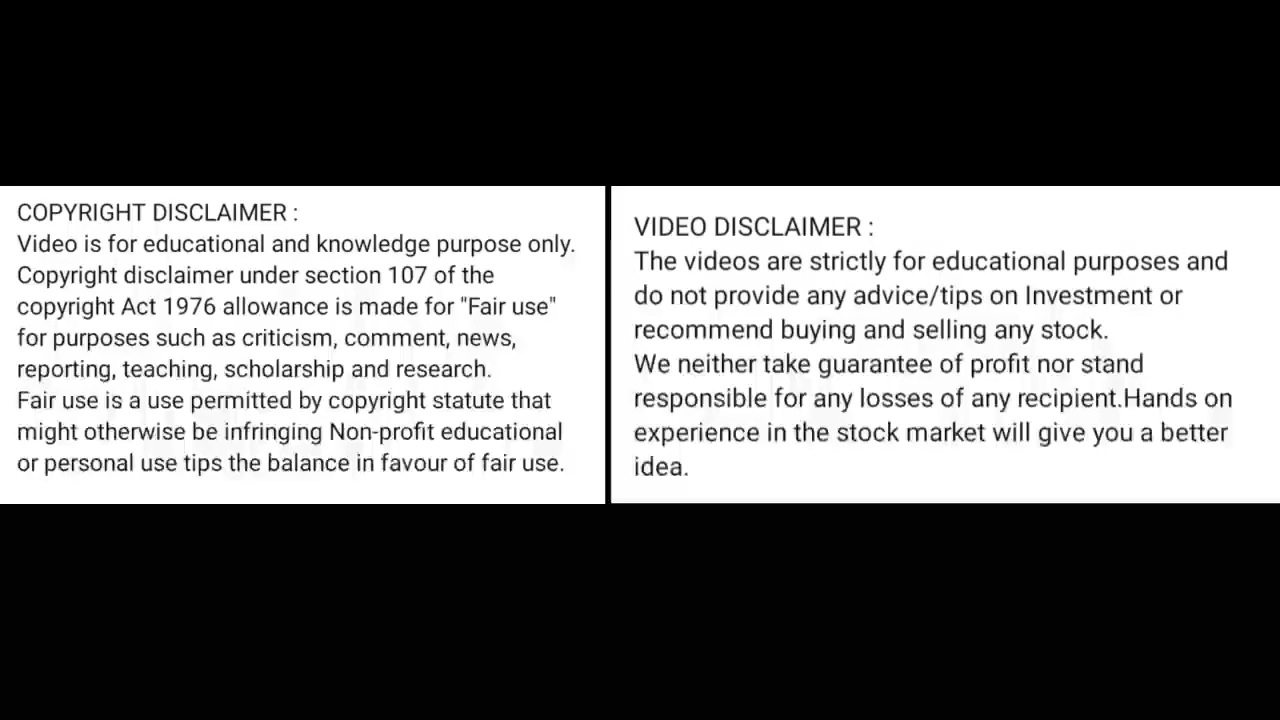 COPYRIGHT DISCLAIMER :
Video is for educational and knowledge purpose only.
Copyright disclaimer under section 107 of the
copyright Act 1976 allowance is made for "Fair use"
for purposes such as criticism, comment, news,
reporting, teaching, scholarship and research.
Fair use is a use permitted by copyright statute that
might otherwise be infringing Non-profit educational
or personal use tips the balance in favour of fair use.
VIDEO DISCLAIMER :
The videos are strictly for educational purposes and
do not provide any advice/tips on Investment or
recommend buying and selling any stock.
We neither take guarantee of profit nor stand
responsible for any losses of any recipient.Hands on
experience in the stock market will give you a better
idea.